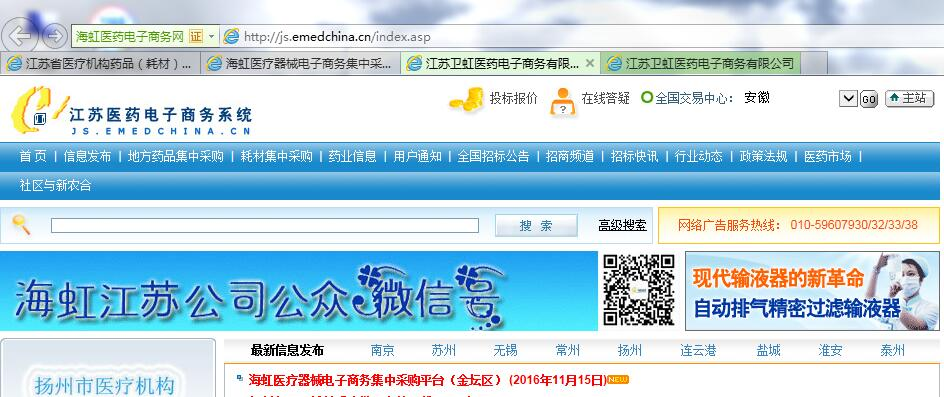 海虹医药电子商务网 证 http://js.emedchina.cn/index.asp
江苏省医疗机构药品（耗材）... 海虹医疗器械电子商务集中采... 江苏卫虹医药电子商务有限... 江苏卫虹医药电子商务有限公司
江苏医药电子商务系统
JS.EMEDCHINA.CN
投标报价 在线答疑 全国交易中心： 安徽 GO 主站
首 页 | 信息发布 | 地方药品集中采购 | 耗材集中采购 | 药业信息 | 用户通知 | 全国招标公告 | 招商频道 | 招标快讯 | 行业动态 | 政策法规 | 医药市场 |
社区与新农合
搜 索 高级搜索 网络广告服务热线： 010-59607930/32/33/38
海虹江苏公司公众微信号
现代输液器的新革命
自动排气精密过滤输液器
最新信息发布 南京 苏州 无锡 常州 扬州 连云港 盐城 淮安 泰州
扬州市医疗机构
海虹医疗器械电子商务集中采购平台（金坛区） (2016年11月15日) NEW